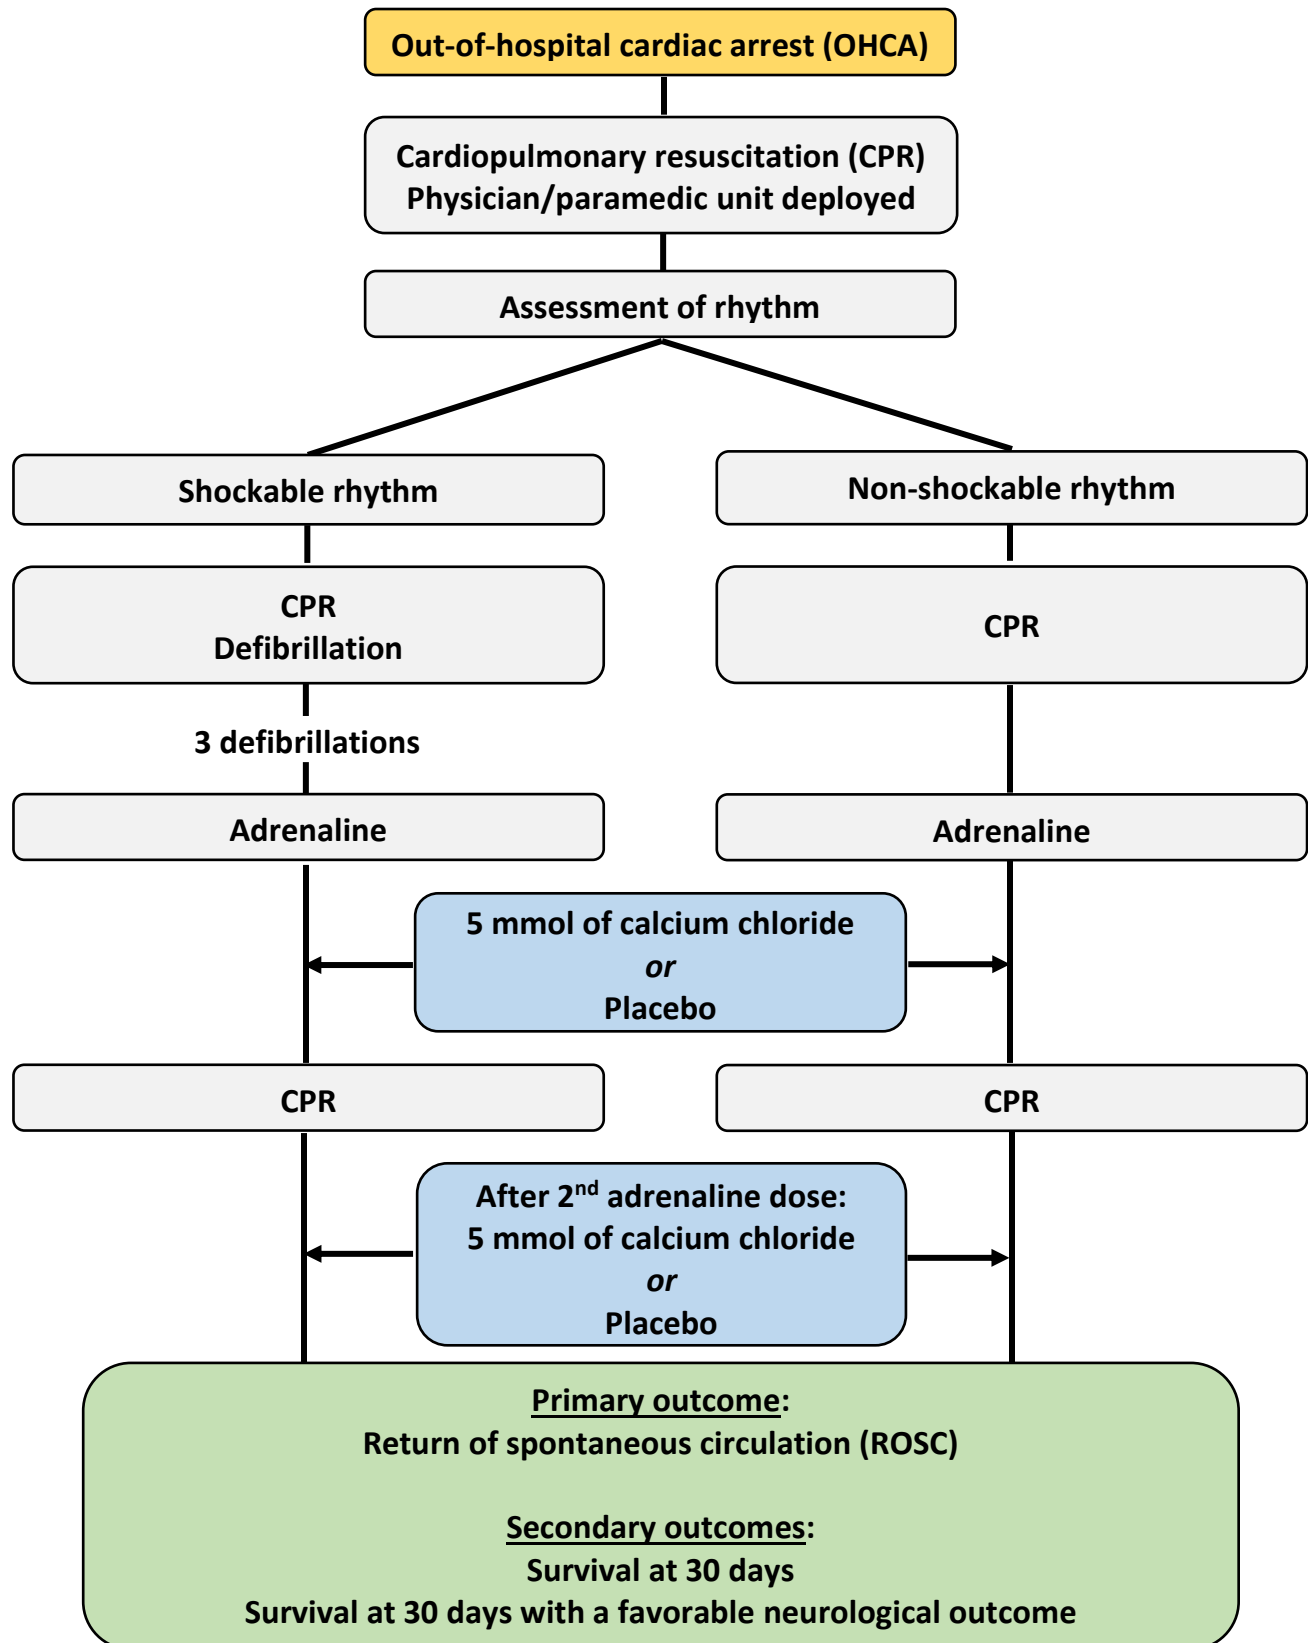 Out-of-hospital cardiac arrest (OHCA)
Cardiopulmonary resuscitation (CPR)
Physician/paramedic unit deployed
Assessment of rhythm
Shockable rhythm
Non-shockable rhythm
CPR
Defibrillation
CPR
3 defibrillations
Adrenaline
Adrenaline
5 mmol of calcium chloride
or
Placebo
CPR
CPR
After 2nd adrenaline dose:
5 mmol of calcium chloride
or
Placebo
Primary outcome:
Return of spontaneous circulation (ROSC)
Secondary outcomes:
Survival at 30 days
Survival at 30 days with a favorable neurological outcome